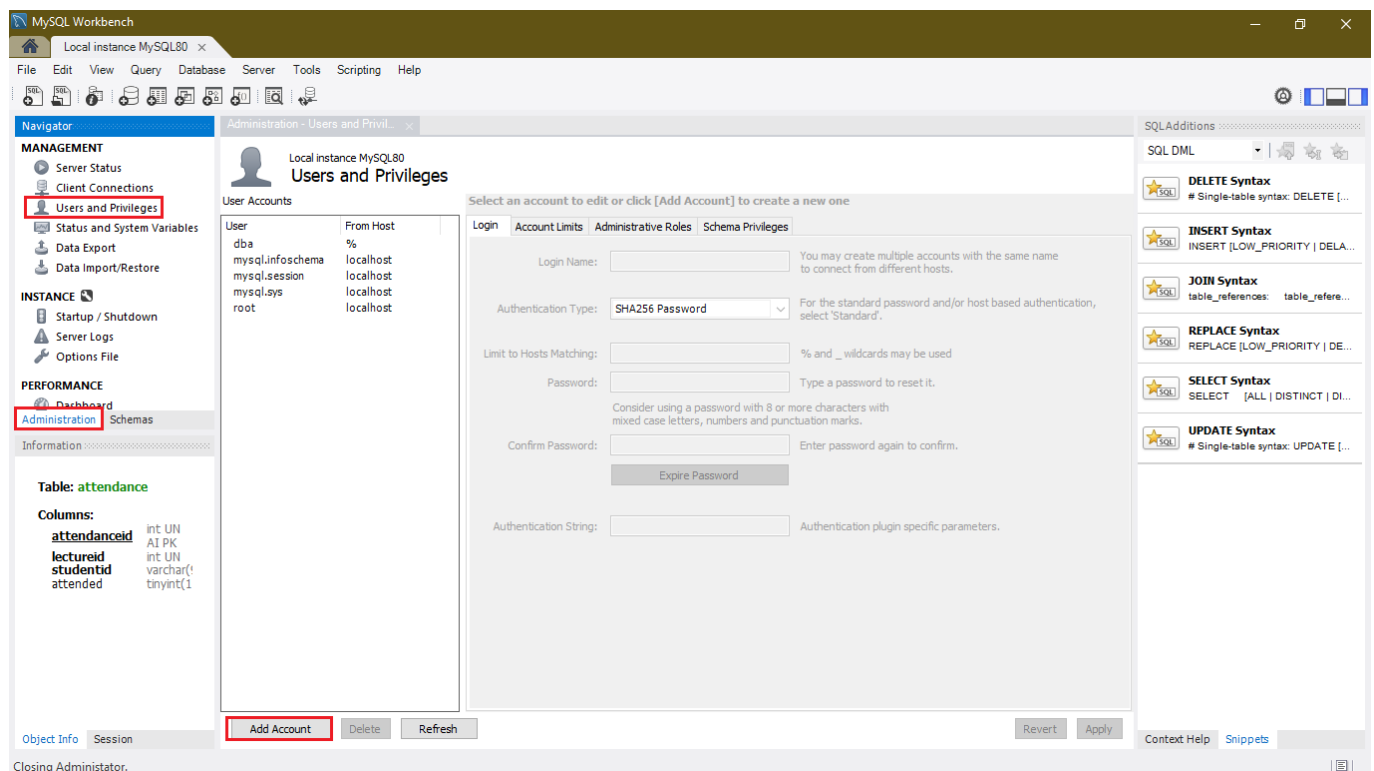 MySQL Workbench
Local instance MySQL80 ×
File Edit View Query Database Server Tools Scripting Help
Navigator
MANAGEMENT
Server Status
Client Connections
Users and Privileges
Status and System Variables
Data Export
Data Import/Restore
INSTANCE
Startup / Shutdown
Server Logs
Options File
PERFORMANCE
Dashboard
Administration Schemas
Information
Table: attendance
Columns:
attendanceid int UN
AI PK
lectureid int UN
studentid varchar(
attended tinyint(1
Object Info Session
Closing Administator.
Administration - Users and Privil... ×
Local instance MySQL80
Users and Privileges
User Accounts
User From Host
dba %
mysql.infoschema localhost
mysql.session localhost
mysql.sys localhost
root localhost
Add Account Delete Refresh
Select an account to edit or click [Add Account] to create a new one
Login Account Limits Administrative Roles Schema Privileges
Login Name: You may create multiple accounts with the same name
to connect from different hosts.
Authentication Type: SHA256 Password For the standard password and/or host based authentication,
select 'Standard'.
Limit to Hosts Matching: % and _ wildcards may be used
Password: Type a password to reset it.
Consider using a password with 8 or more characters with
mixed case letters, numbers and punctuation marks.
Confirm Password: Enter password again to confirm.
Expire Password
Authentication String: Authentication plugin specific parameters.
Revert Apply
SQLAdditions
SQL DML
DELETE Syntax
# Single-table syntax: DELETE [...
INSERT Syntax
INSERT [LOW_PRIORITY | DELA...
JOIN Syntax
table_references: table_refere...
REPLACE Syntax
REPLACE [LOW_PRIORITY | DE...
SELECT Syntax
SELECT [ALL | DISTINCT | DI...
UPDATE Syntax
# Single-table syntax: UPDATE [...
Context Help Snippets